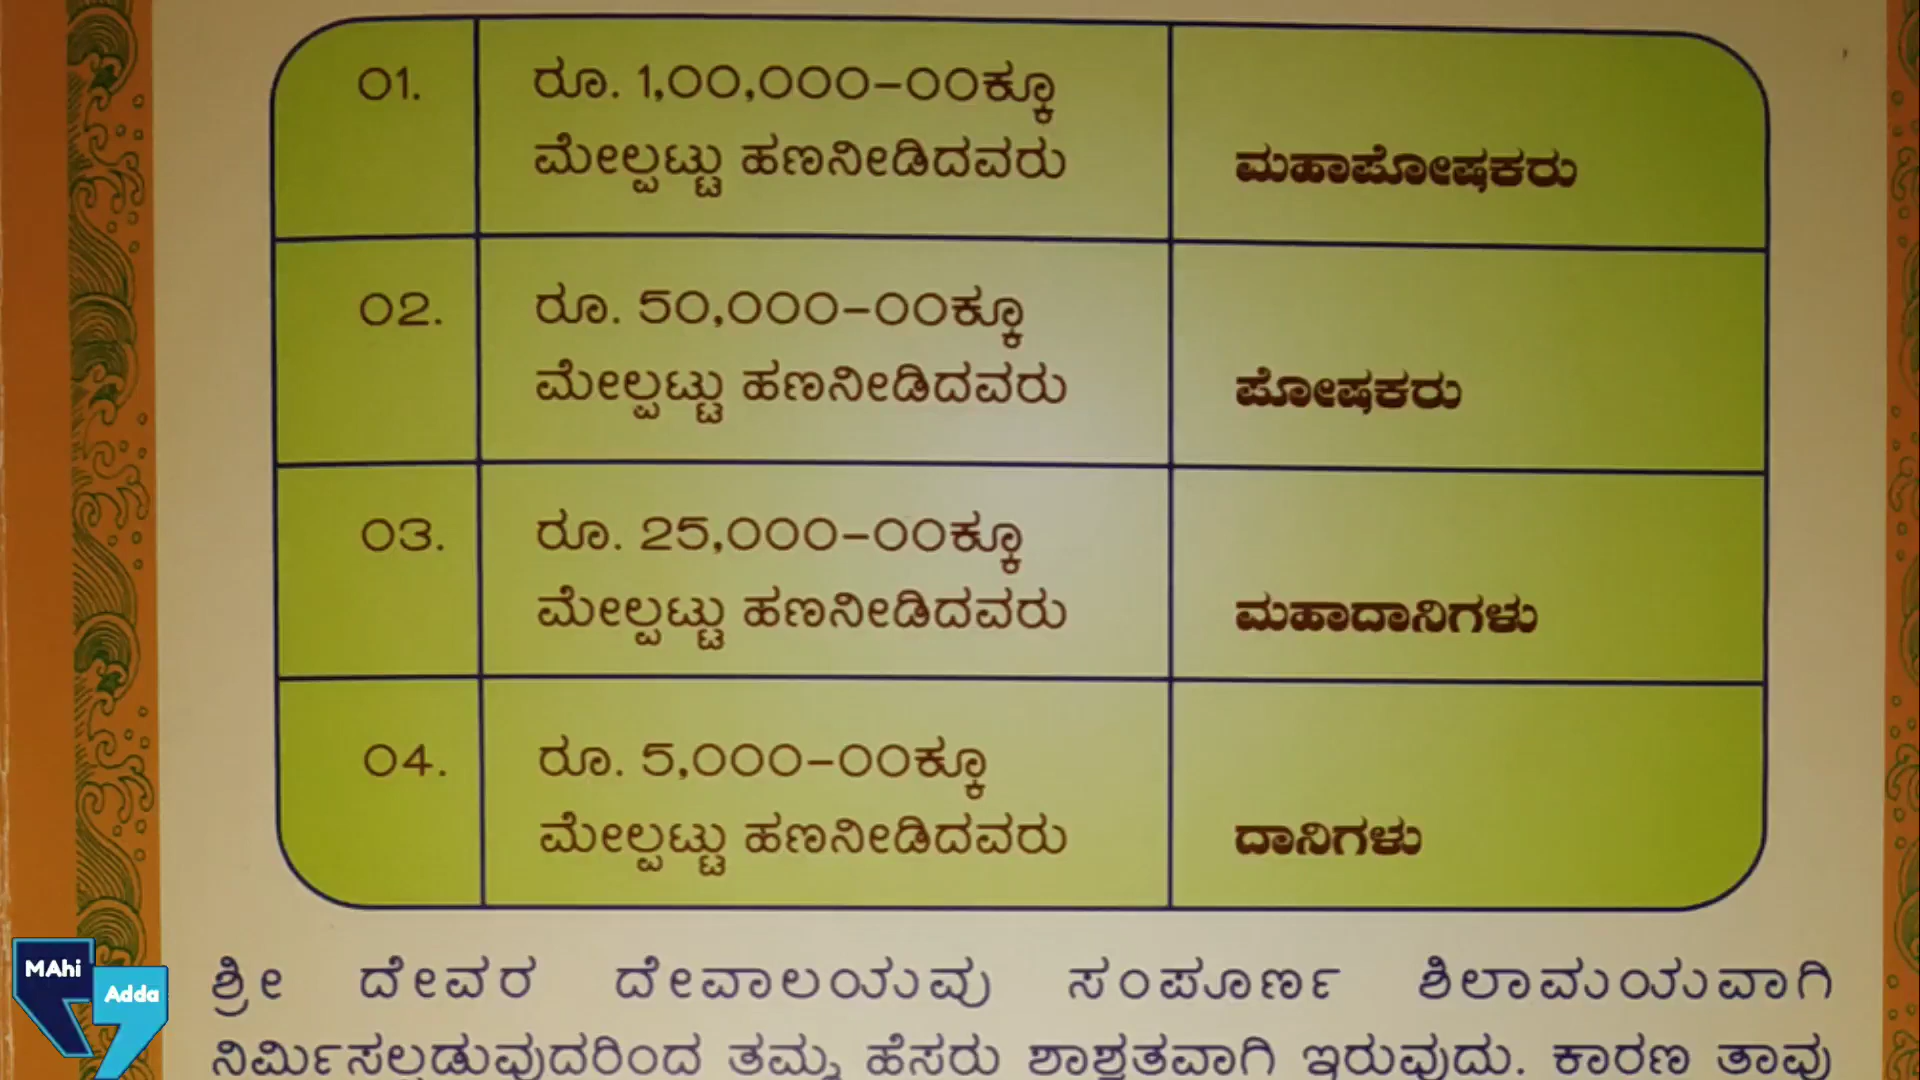 01.
ರೂ. 1,00,000-00ಕ್ಕೂ
ಮೇಲ್ಪಟ್ಟು ಹಣನೀಡಿದವರು
ಮಹಾಪೋಷಕರು
02.
ರೂ. 50,000-00ಕ್ಕೂ
ಮೇಲ್ಪಟ್ಟು ಹಣನೀಡಿದವರು
ಪೋಷಕರು
03.
ರೂ. 25,000-00ಕ್ಕೂ
ಮೇಲ್ಪಟ್ಟು ಹಣನೀಡಿದವರು
ಮಹಾದಾನಿಗಳು
04.
ರೂ. 5,000-00ಕ್ಕೂ
ಮೇಲ್ಪಟ್ಟು ಹಣನೀಡಿದವರು
ದಾನಿಗಳು
ಶ್ರೀ ದೇವರ ದೇವಾಲಯವು ಸಂಪೂರ್ಣ ಶಿಲಾಮಯವಾಗಿ
ನಿರ್ಮಿಸಲ್ಪಡುವುದರಿಂದ ತಮ್ಮ ಹೆಸರು ಶಾಶ್ವತವಾಗಿ ಇರುವುದು. ಕಾರಣ ತಾವು
MAhi
Adda